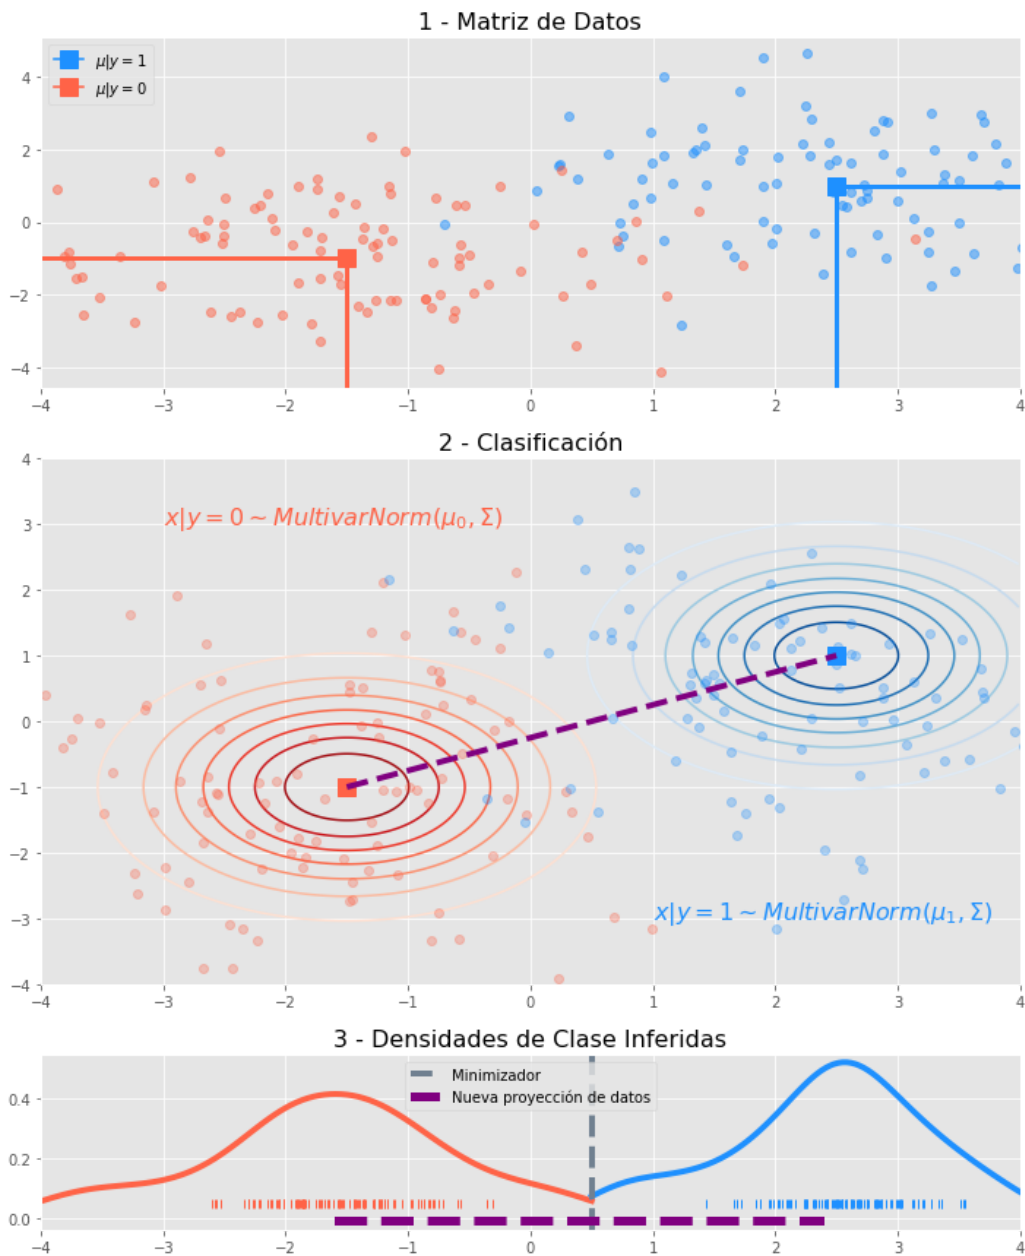 1 - Matriz de Datos
μ|y = 1
μ|y = 0
4
2
0
−2
−4
−4 −3 −2 −1 0 1 2 3 4
2 - Clasificación
4
x|y = 0 ~ MultivarNorm(μ₀, Σ)
3
2
1
0
−1
−2
x|y = 1 ~ MultivarNorm(μ₁, Σ)
−3
−4
−4 −3 −2 −1 0 1 2 3 4
3 - Densidades de Clase Inferidas
Minimizador
Nueva proyección de datos
0.4
0.2
0.0
−4 −3 −2 −1 0 1 2 3 4